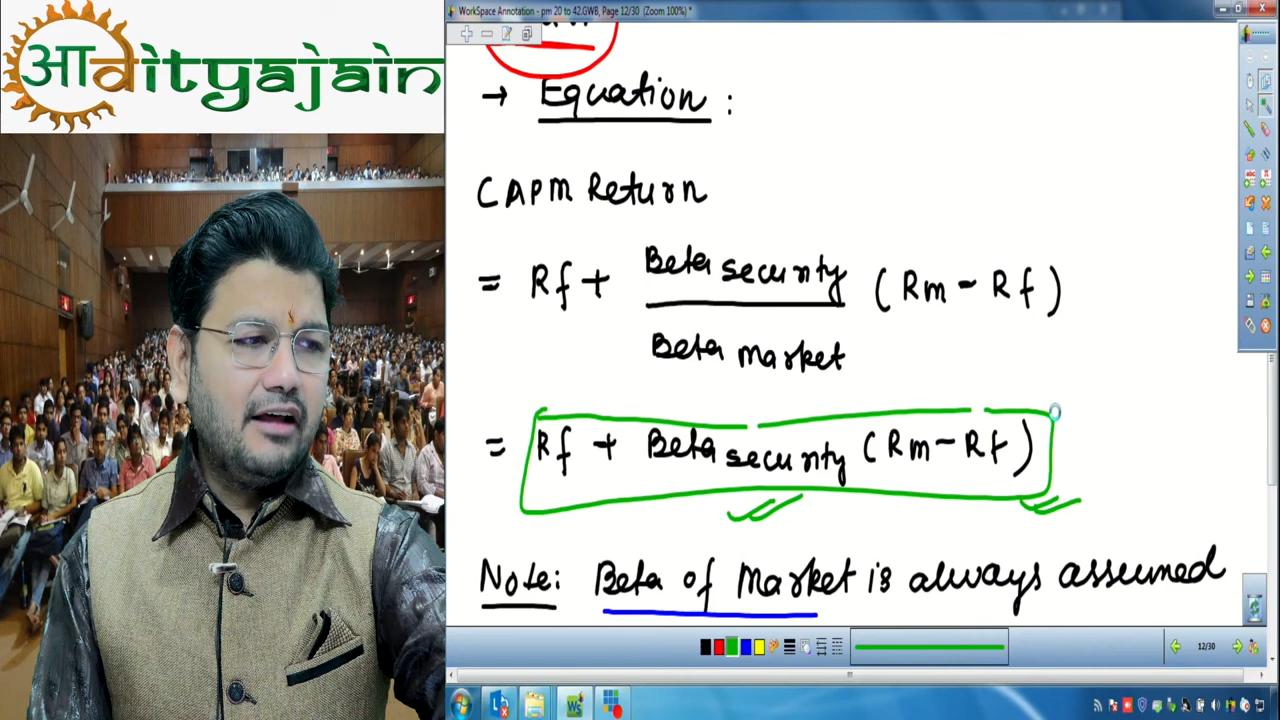 WorkSpace Annotation - pm 20 to 42.GWB, Page 12/30 (Zoom 100%) *
आdityajain
→ Equation :
CAPM Return
= Rf + Beta security / Beta Market (Rm - Rf)
= Rf + Beta security (Rm - Rf)
Note: Beta of Market is always assumed
12/30